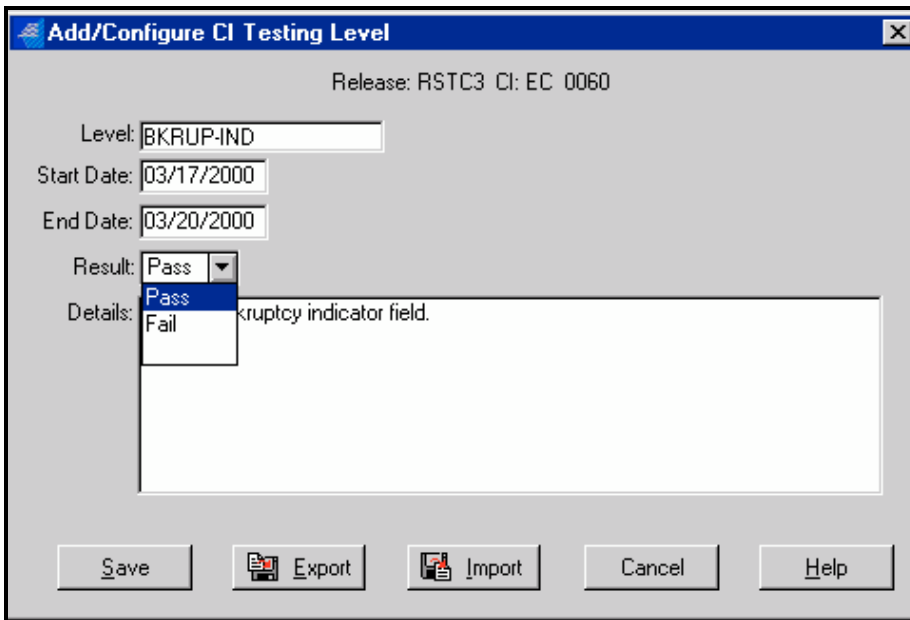 Add/Configure CI Testing Level
Release: RSTC3 CI: EC 0060
Level: BKRUP-IND
Start Date: 03/17/2000
End Date: 03/20/2000
Result: Pass
Pass
Fail
Details: kruptcy indicator field.
Save Export Import Cancel Help